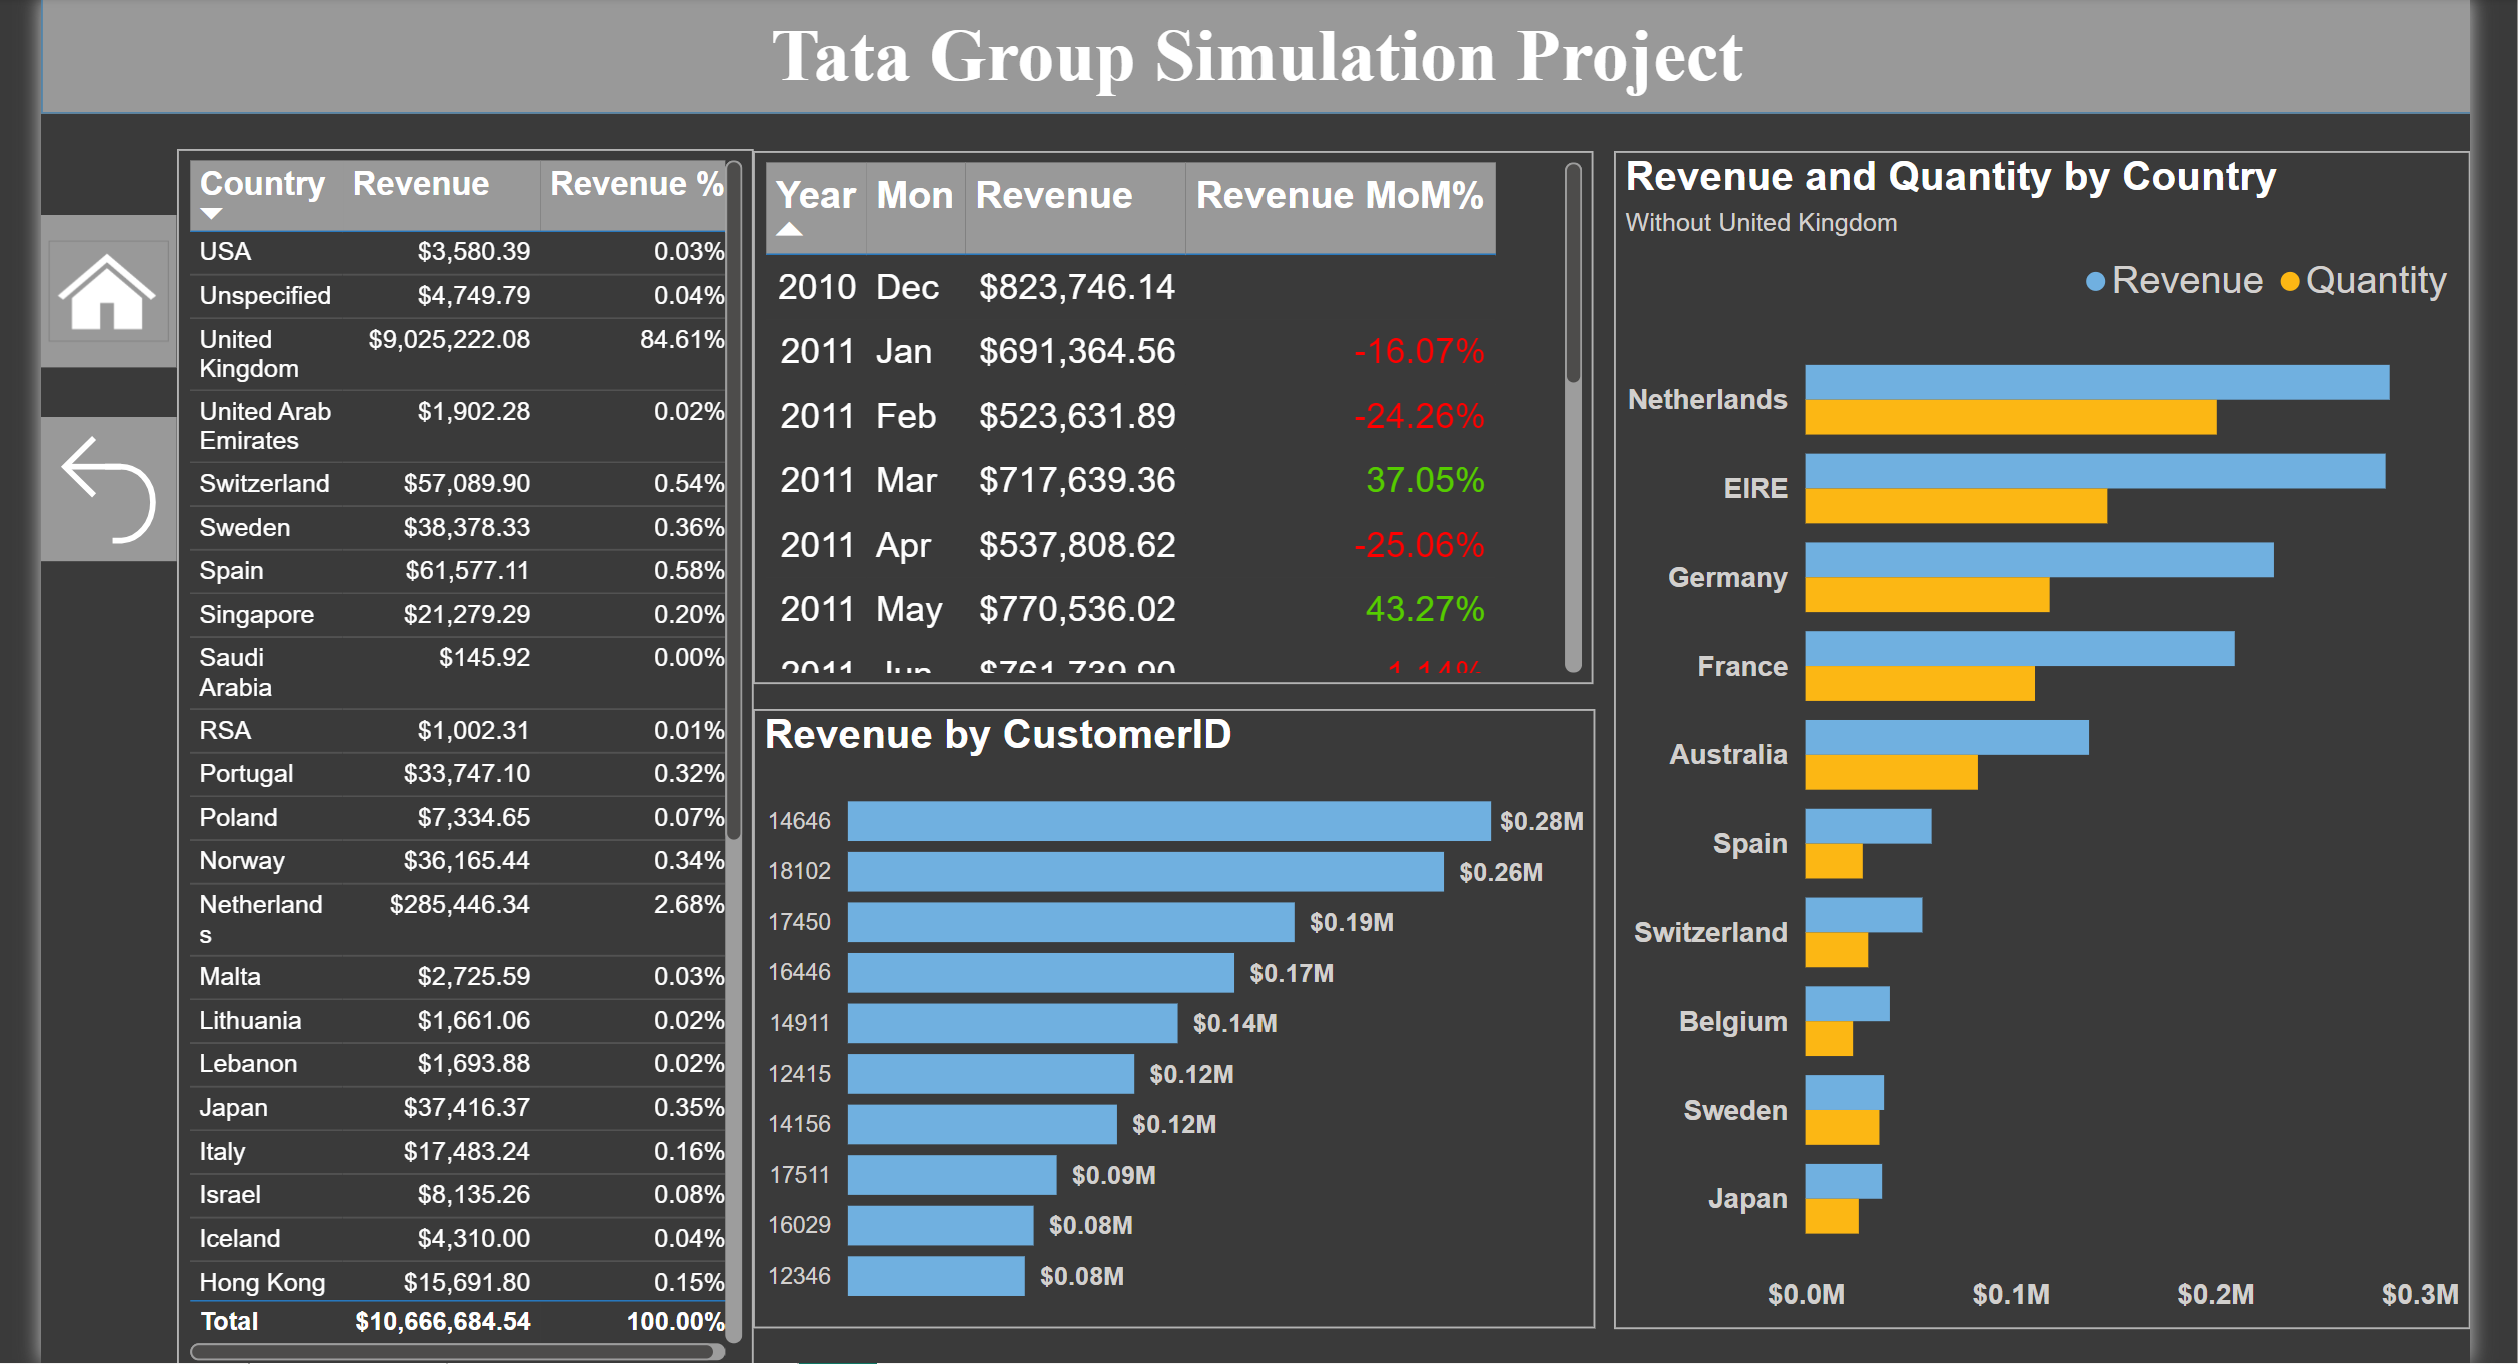 Tata Group Simulation Project
Country Revenue Revenue %
USA $3,580.39 0.03%
Unspecified $4,749.79 0.04%
United Kingdom $9,025,222.08 84.61%
United Arab Emirates $1,902.28 0.02%
Switzerland $57,089.90 0.54%
Sweden $38,378.33 0.36%
Spain $61,577.11 0.58%
Singapore $21,279.29 0.20%
Saudi Arabia $145.92 0.00%
RSA $1,002.31 0.01%
Portugal $33,747.10 0.32%
Poland $7,334.65 0.07%
Norway $36,165.44 0.34%
Netherlands $285,446.34 2.68%
Malta $2,725.59 0.03%
Lithuania $1,661.06 0.02%
Lebanon $1,693.88 0.02%
Japan $37,416.37 0.35%
Italy $17,483.24 0.16%
Israel $8,135.26 0.08%
Iceland $4,310.00 0.04%
Hong Kong $15,691.80 0.15%
Total $10,666,684.54 100.00%
Year Mon Revenue Revenue MoM%
2010 Dec $823,746.14
2011 Jan $691,364.56 -16.07%
2011 Feb $523,631.89 -24.26%
2011 Mar $717,639.36 37.05%
2011 Apr $537,808.62 -25.06%
2011 May $770,536.02 43.27%
2011 Jun $761,739.90 -1.14%
Revenue by CustomerID
14646 $0.28M
18102 $0.26M
17450 $0.19M
16446 $0.17M
14911 $0.14M
12415 $0.12M
14156 $0.12M
17511 $0.09M
16029 $0.08M
12346 $0.08M
Revenue and Quantity by Country
Without United Kingdom
Revenue Quantity
Netherlands
EIRE
Germany
France
Australia
Spain
Switzerland
Belgium
Sweden
Japan
$0.0M $0.1M $0.2M $0.3M